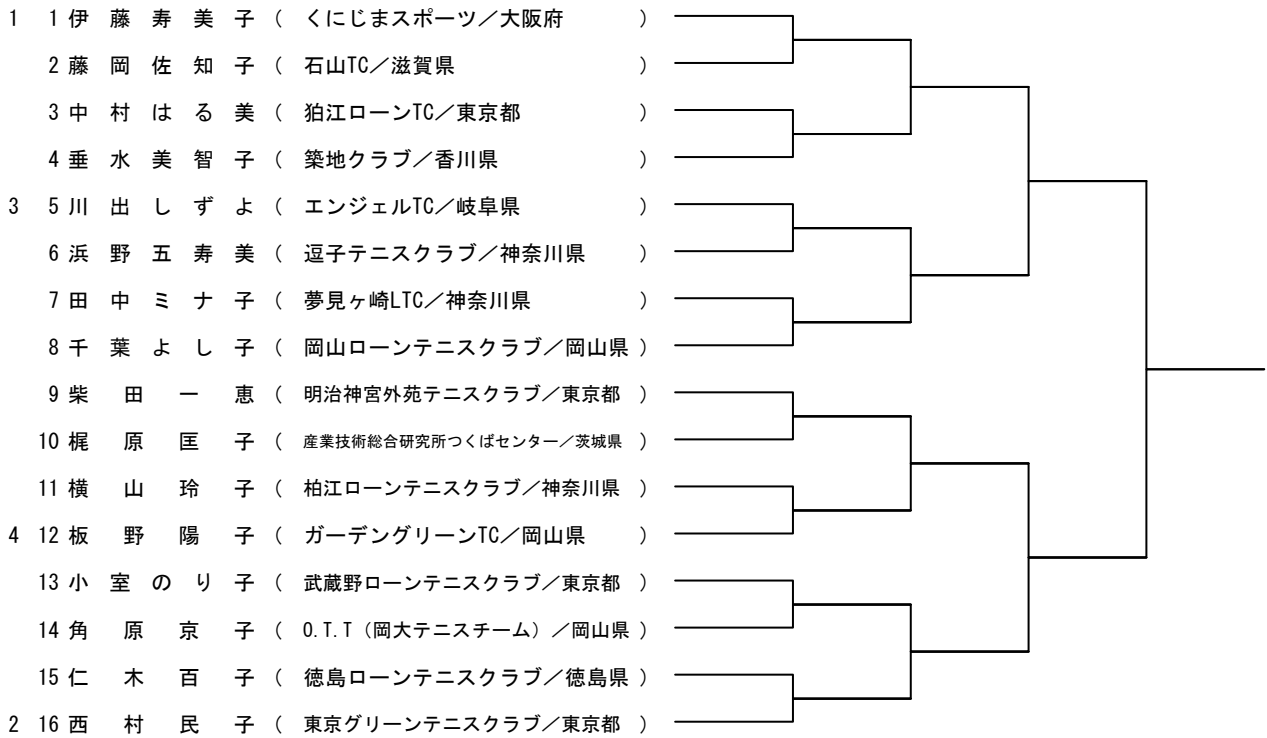 1 1 伊藤寿美子 ( くにじまスポーツ／大阪府 )
2 藤岡佐知子 ( 石山TC／滋賀県 )
3 中村はる美 ( 狛江ローンTC／東京都 )
4 垂水美智子 ( 築地クラブ／香川県 )
3 5 川出しずよ ( エンジェルTC／岐阜県 )
6 浜野五寿美 ( 逗子テニスクラブ／神奈川県 )
7 田中ミナ子 ( 夢見ヶ崎LTC／神奈川県 )
8 千葉よし子 ( 岡山ローンテニスクラブ／岡山県 )
9 柴田一恵 ( 明治神宮外苑テニスクラブ／東京都 )
10 梶原匡子 ( 産業技術総合研究所つくばセンター／茨城県 )
11 横山玲子 ( 柏江ローンテニスクラブ／神奈川県 )
4 12 板野陽子 ( ガーデングリーンTC／岡山県 )
13 小室のり子 ( 武蔵野ローンテニスクラブ／東京都 )
14 角原京子 ( O.T.T（岡大テニスチーム）／岡山県 )
15 仁木百子 ( 徳島ローンテニスクラブ／徳島県 )
2 16 西村民子 ( 東京グリーンテニスクラブ／東京都 )